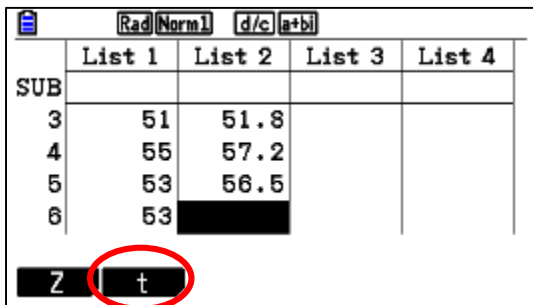 Rad Norm1 d/c a+bi
List 1 List 2 List 3 List 4
SUB
3 51 51.8
4 55 57.2
5 53 56.5
6 53
Z t